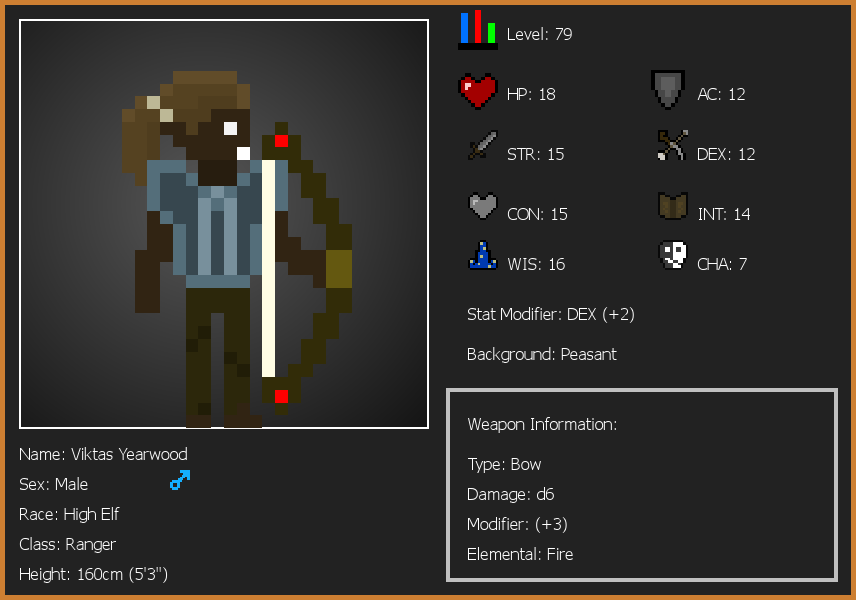 Level: 79
HP: 18
AC: 12
STR: 15
DEX: 12
CON: 15
INT: 14
WIS: 16
CHA: 7
Stat Modifier: DEX (+2)
Background: Peasant
Weapon Information:
Type: Bow
Damage: d6
Modifier: (+3)
Elemental: Fire
Name: Viktas Yearwood
Sex: Male
Race: High Elf
Class: Ranger
Height: 160cm (5'3")